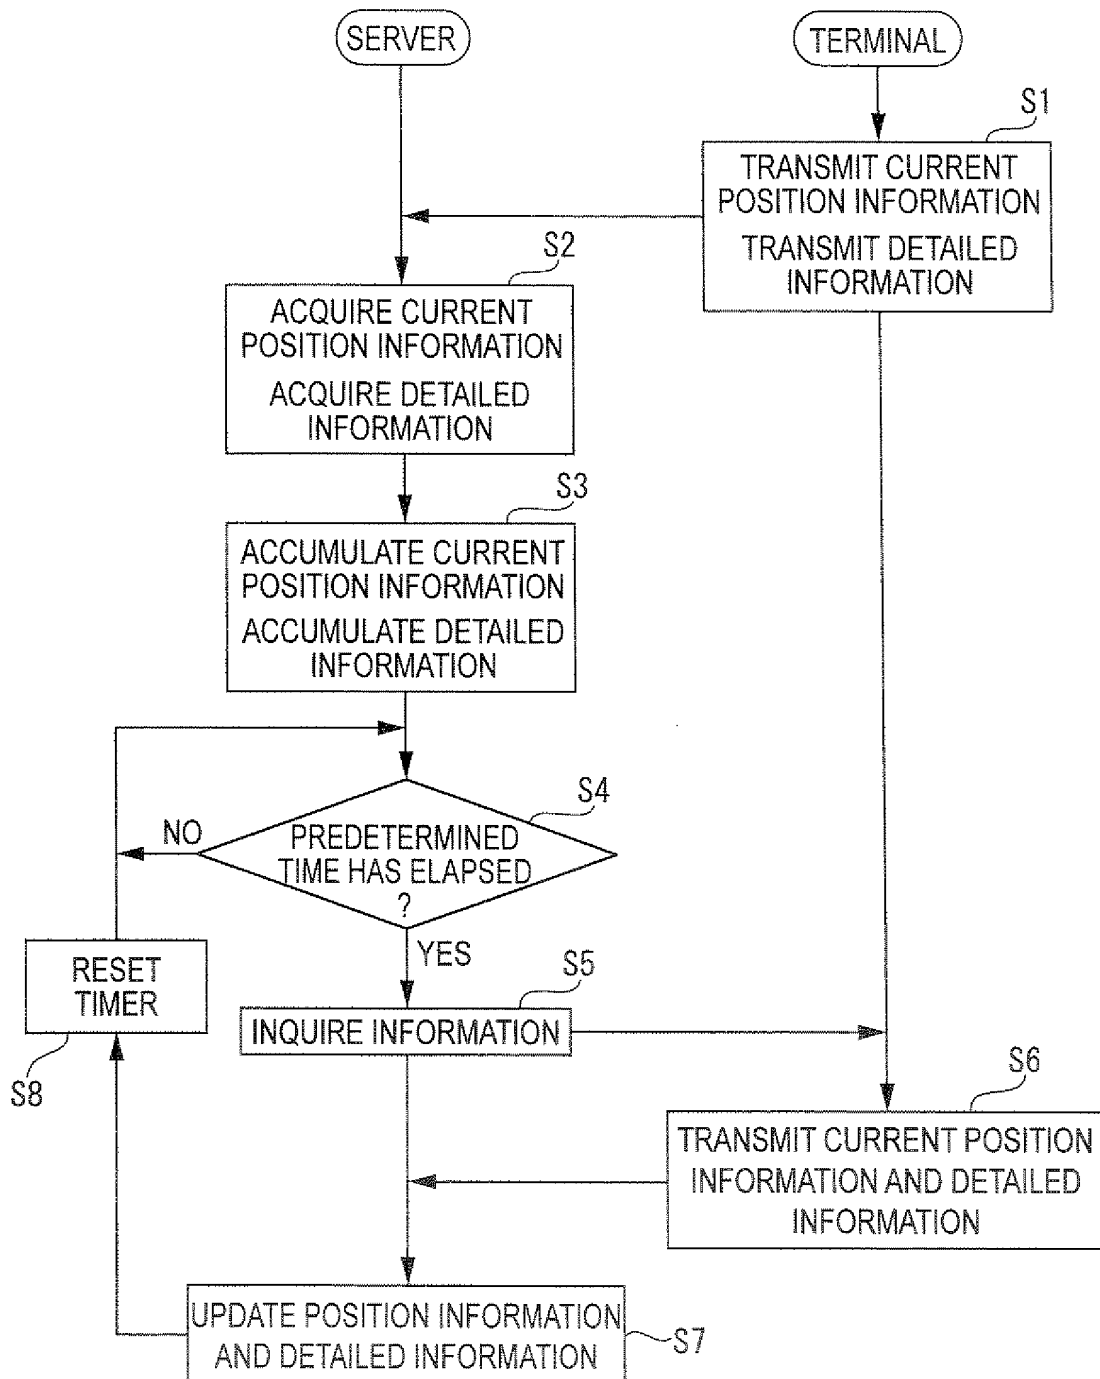 SERVER
TERMINAL
S1
TRANSMIT CURRENT
POSITION INFORMATION
TRANSMIT DETAILED
INFORMATION
S2
ACQUIRE CURRENT
POSITION INFORMATION
ACQUIRE DETAILED
INFORMATION
S3
ACCUMULATE CURRENT
POSITION INFORMATION
ACCUMULATE DETAILED
INFORMATION
S4
NO
PREDETERMINED
TIME HAS ELAPSED
?
YES
RESET
TIMER
S8
S5
INQUIRE INFORMATION
S6
TRANSMIT CURRENT POSITION
INFORMATION AND DETAILED
INFORMATION
UPDATE POSITION INFORMATION
AND DETAILED INFORMATION
S7